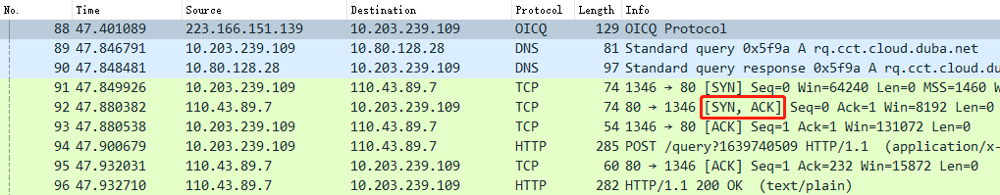 No. Time Source Destination Protocol Length Info
88 47.401089 223.166.151.139 10.203.239.109 OICQ 129 OICQ Protocol
89 47.846791 10.203.239.109 10.80.128.28 DNS 81 Standard query 0x5f9a A rq.cct.cloud.duba.net
90 47.848481 10.80.128.28 10.203.239.109 DNS 97 Standard query response 0x5f9a A rq.cct.cloud.du
91 47.849926 10.203.239.109 110.43.89.7 TCP 74 1346 → 80 [SYN] Seq=0 Win=64240 Len=0 MSS=1460 W
92 47.880382 110.43.89.7 10.203.239.109 TCP 74 80 → 1346 [SYN, ACK] Seq=0 Ack=1 Win=8192 Len=0
93 47.880538 10.203.239.109 110.43.89.7 TCP 54 1346 → 80 [ACK] Seq=1 Ack=1 Win=131072 Len=0
94 47.900679 10.203.239.109 110.43.89.7 HTTP 285 POST /query?1639740509 HTTP/1.1 (application/x-
95 47.932031 110.43.89.7 10.203.239.109 TCP 60 80 → 1346 [ACK] Seq=1 Ack=232 Win=15872 Len=0
96 47.932710 110.43.89.7 10.203.239.109 HTTP 282 HTTP/1.1 200 OK (text/plain)